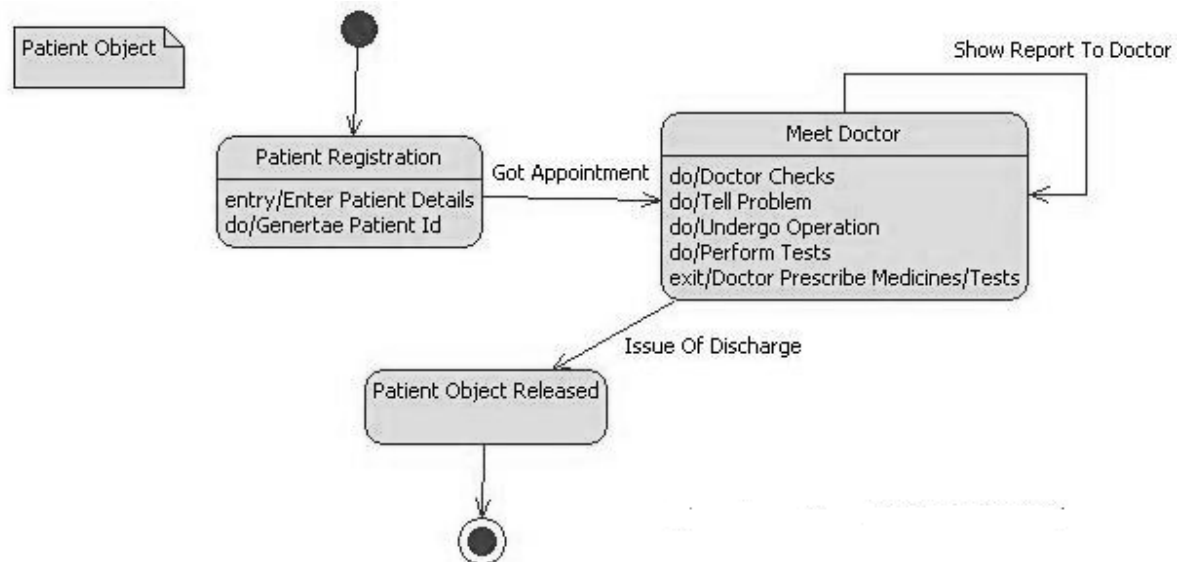 Patient Object
Show Report To Doctor
Patient Registration
entry/Enter Patient Details
do/Genertae Patient Id
Got Appointment
Meet Doctor
do/Doctor Checks
do/Tell Problem
do/Undergo Operation
do/Perform Tests
exit/Doctor Prescribe Medicines/Tests
Issue Of Discharge
Patient Object Released